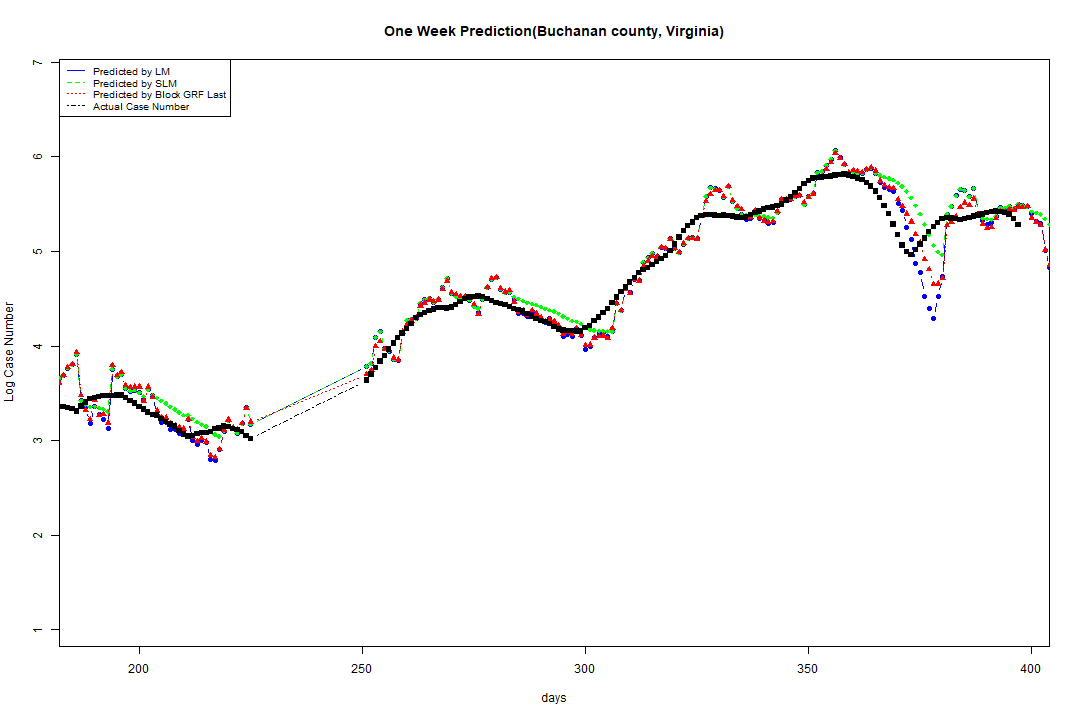 One Week Prediction(Buchanan county, Virginia)
Predicted by LM
Predicted by SLM
Predicted by Block GRF Last
Actual Case Number
Log Case Number
7
6
5
4
3
2
1
200 250 300 350 400
days